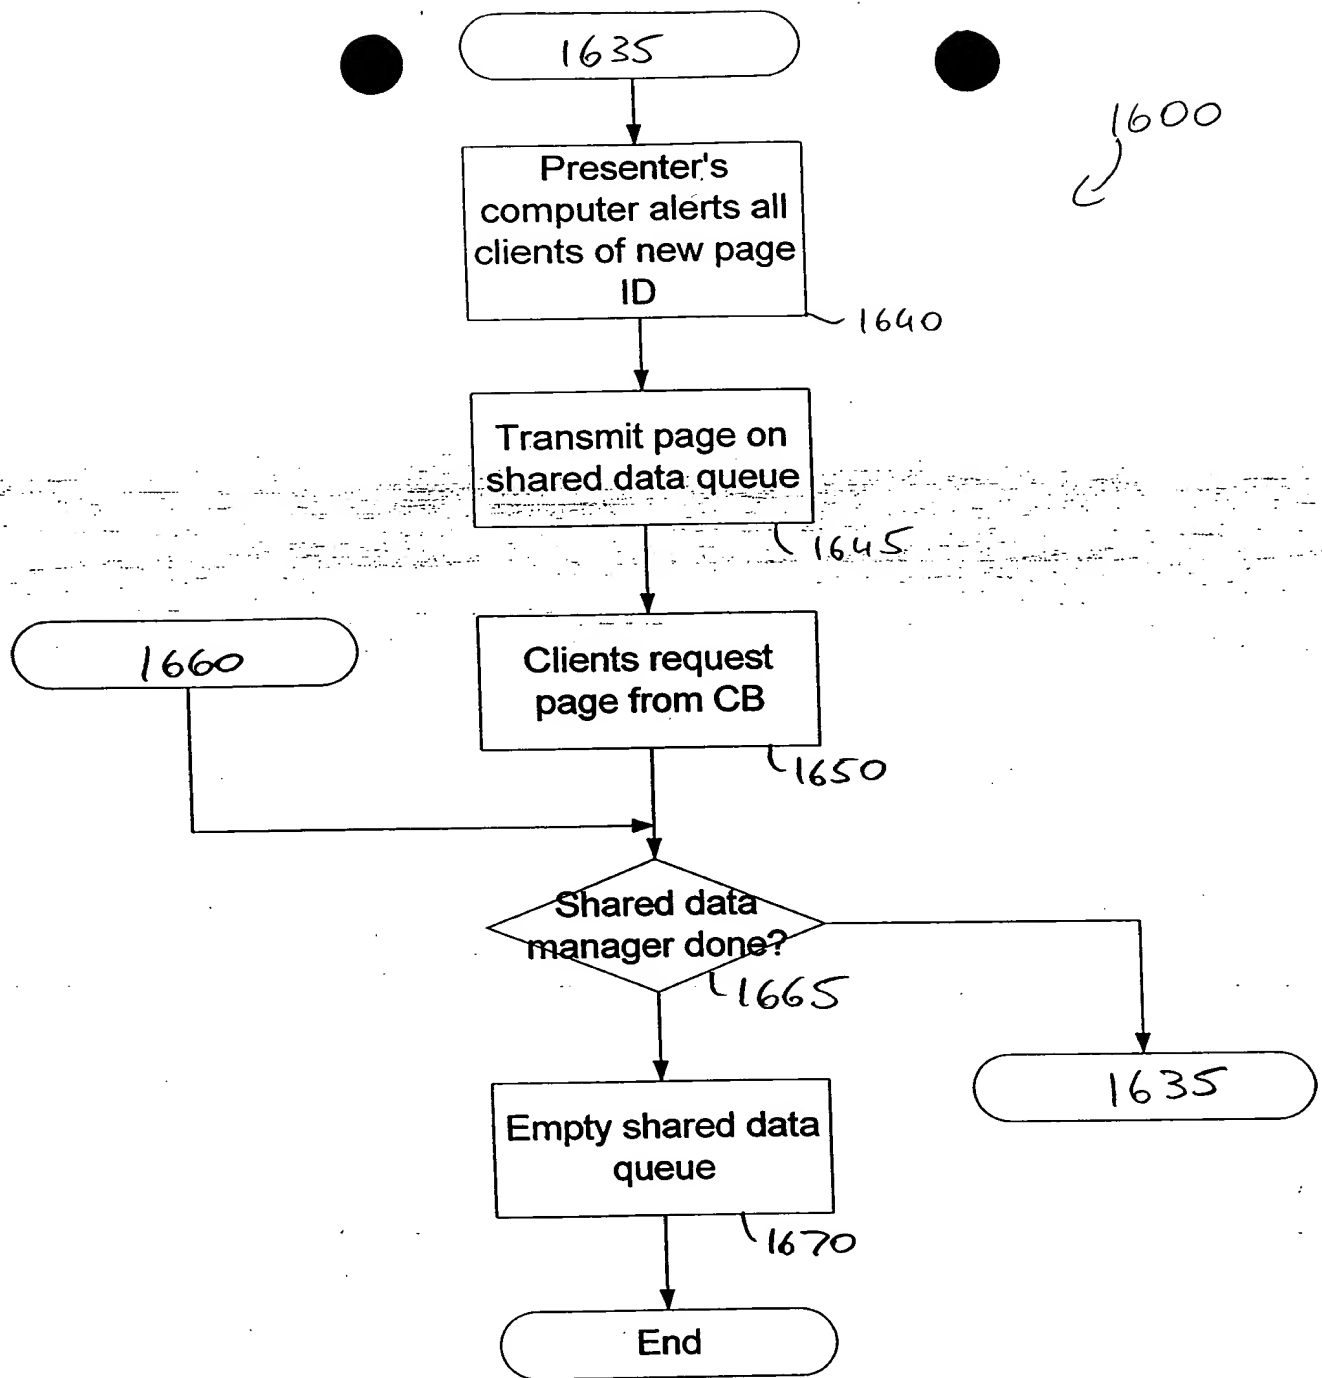 1635
1600
Presenter's
computer alerts all
clients of new page
ID
1640
Transmit page on
shared data queue
1645
1660
Clients request
page from CB
1650
Shared data
manager done?
1665
1635
Empty shared data
queue
1670
End